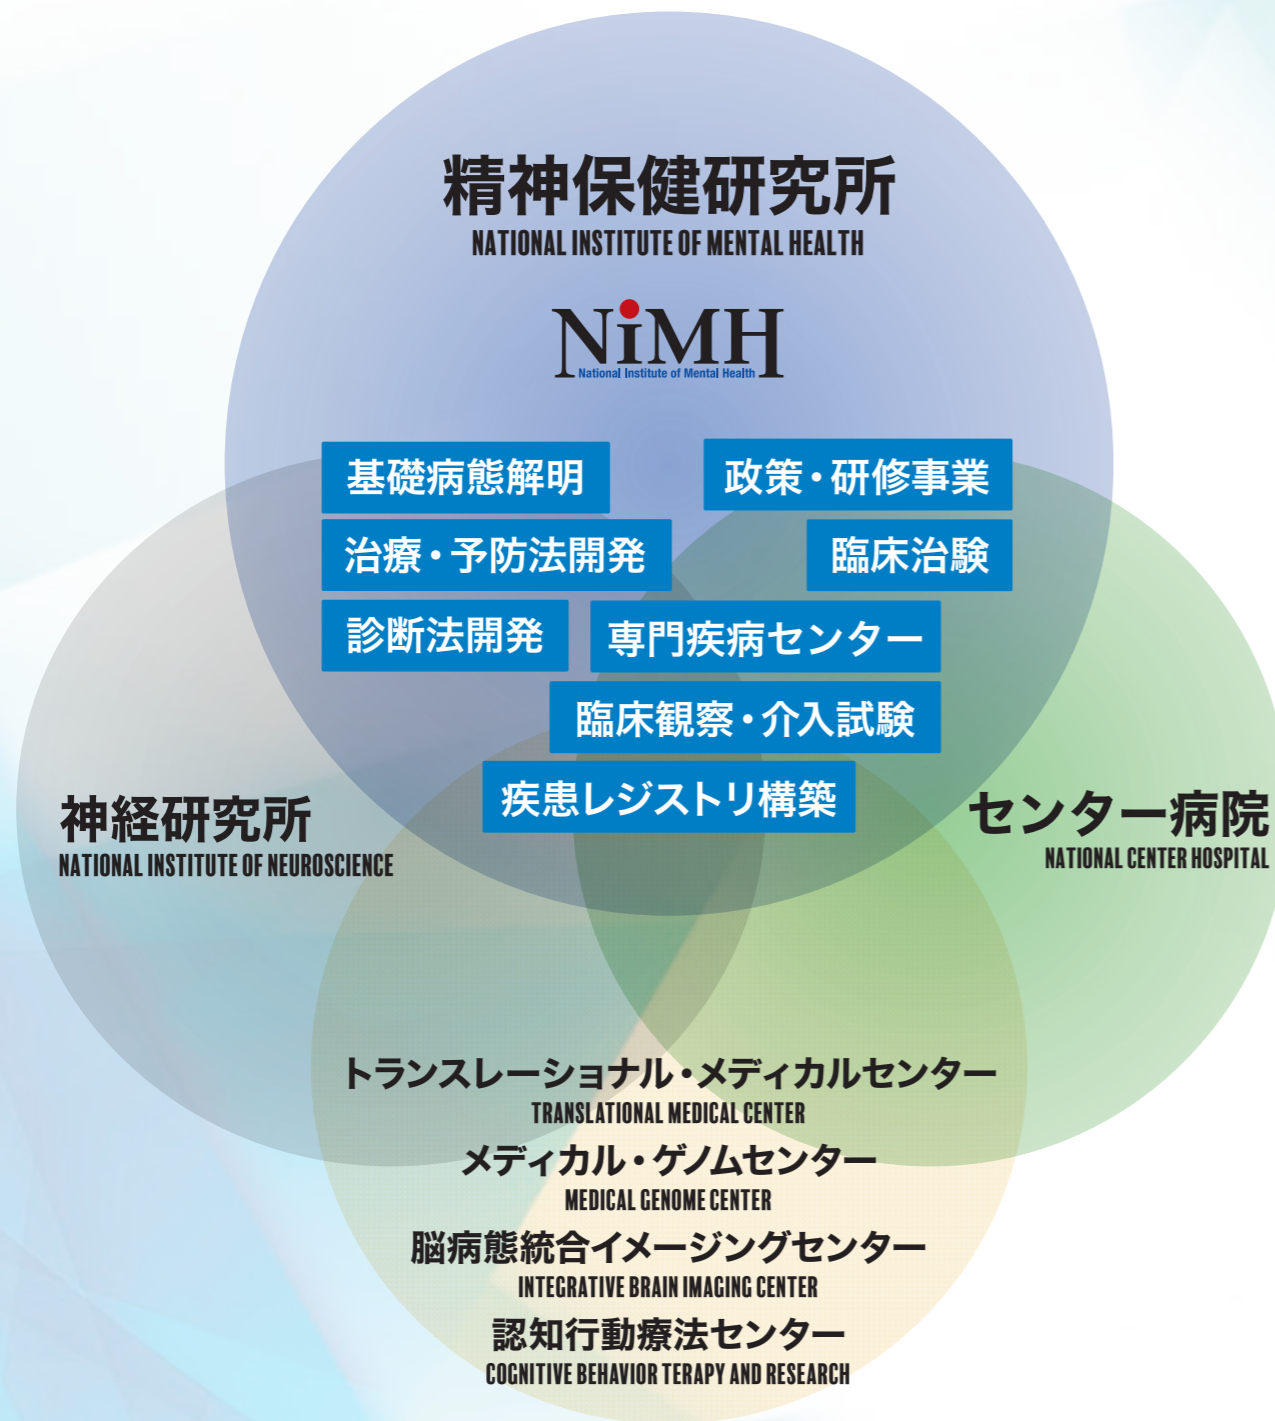 精神保健研究所
NATIONAL INSTITUTE OF MENTAL HEALTH
NiMH
National Institute of Mental Health
基礎病態解明
政策・研修事業
治療・予防法開発
臨床治験
診断法開発
専門疾病センター
臨床観察・介入試験
疾患レジストリ構築
神経研究所
NATIONAL INSTITUTE OF NEUROSCIENCE
センター病院
NATIONAL CENTER HOSPITAL
トランスレーショナル・メディカルセンター
TRANSLATIONAL MEDICAL CENTER
メディカル・ゲノムセンター
MEDICAL GENOME CENTER
脳病態統合イメージングセンター
INTEGRATIVE BRAIN IMAGING CENTER
認知行動療法センター
COGNITIVE BEHAVIOR TERAPY AND RESEARCH